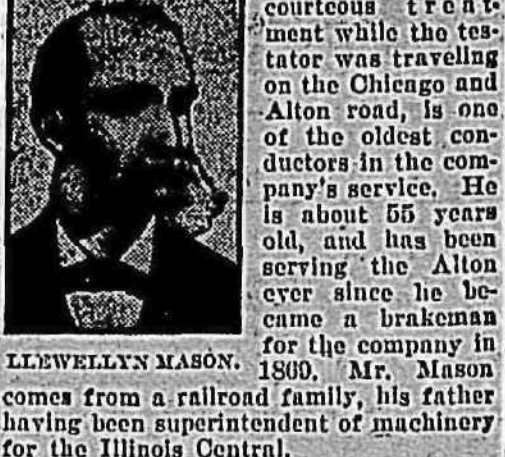 courteous treat-
ment while the tes-
tator was traveling
on the Chicago and
Alton road, is one
of the oldest con-
ductors in the com-
pany's service. He
is about 55 years
old, and has been
serving the Alton
ever since he be-
came a brakeman
for the company in
1869. Mr. Mason
LLEWELLYN MASON.
comes from a railroad family, his father
having been superintendent of machinery
for the Illinois Central.